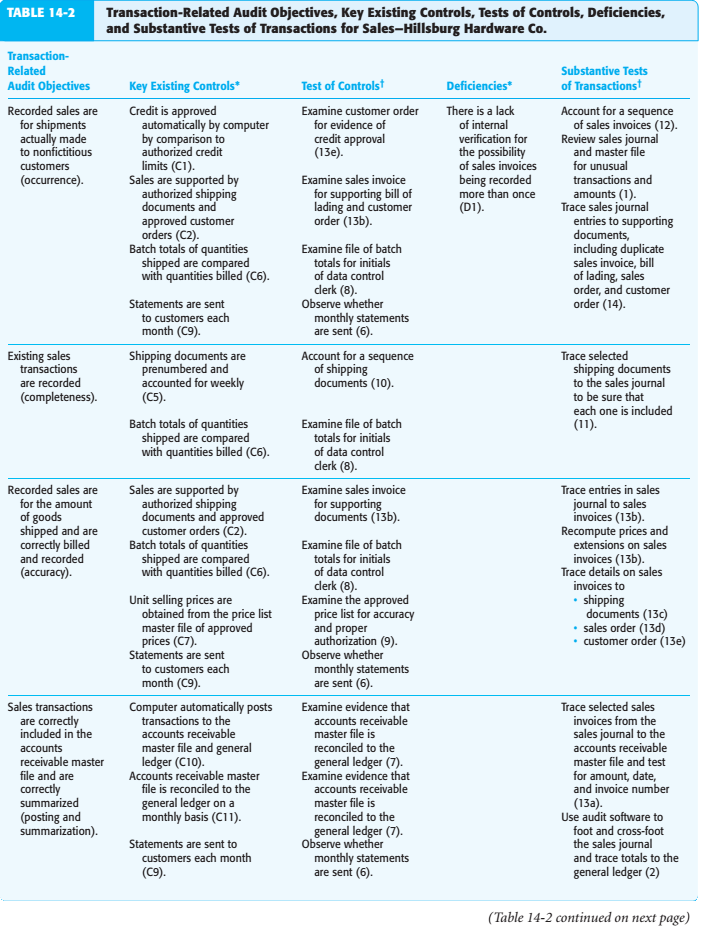 TABLE 14-2
Transaction-Related Audit Objectives, Key Existing Controls, Tests of Controls, Deficiencies,
and Substantive Tests of Transactions for Sales—Hillsburg Hardware Co.
Transaction-
Related
Audit Objectives
Key Existing Controls*
Test of Controls†
Deficiencies*
Substantive Tests
of Transactions†
Recorded sales are
for shipments
actually made
to nonfictitious
customers
(occurrence).
Credit is approved
automatically by computer
by comparison to
authorized credit
limits (C1).
Sales are supported by
authorized shipping
documents and
approved customer
orders (C2).
Batch totals of quantities
shipped are compared
with quantities billed (C6).
Statements are sent
to customers each
month (C9).
Examine customer order
for evidence of
credit approval
(13e).
Examine sales invoice
for supporting bill of
lading and customer
order (13b).
Examine file of batch
totals for initials
of data control
clerk (8).
Observe whether
monthly statements
are sent (6).
There is a lack
of internal
verification for
the possibility
of sales invoices
being recorded
more than once
(D1).
Account for a sequence
of sales invoices (12).
Review sales journal
and master file
for unusual
transactions and
amounts (1).
Trace sales journal
entries to supporting
documents,
including duplicate
sales invoice, bill
of lading, sales
order, and customer
order (14).
Existing sales
transactions
are recorded
(completeness).
Shipping documents are
prenumbered and
accounted for weekly
(C5).
Batch totals of quantities
shipped are compared
with quantities billed (C6).
Account for a sequence
of shipping
documents (10).
Examine file of batch
totals for initials
of data control
clerk (8).
Trace selected
shipping documents
to the sales journal
to be sure that
each one is included
(11).
Recorded sales are
for the amount
of goods
shipped and are
correctly billed
and recorded
(accuracy).
Sales are supported by
authorized shipping
documents and approved
customer orders (C2).
Batch totals of quantities
shipped are compared
with quantities billed (C6).
Unit selling prices are
obtained from the price list
master file of approved
prices (C7).
Statements are sent
to customers each
month (C9).
Examine sales invoice
for supporting
documents (13b).
Examine file of batch
totals for initials
of data control
clerk (8).
Examine the approved
price list for accuracy
and proper
authorization (9).
Observe whether
monthly statements
are sent (6).
Trace entries in sales
journal to sales
invoices (13b).
Recompute prices and
extensions on sales
invoices (13b).
Trace details on sales
invoices to
• shipping
documents (13c)
• sales order (13d)
• customer order (13e)
Sales transactions
are correctly
included in the
accounts
receivable master
file and are
correctly
summarized
(posting and
summarization).
Computer automatically posts
transactions to the
accounts receivable
master file and general
ledger (C10).
Accounts receivable master
file is reconciled to the
general ledger on a
monthly basis (C11).
Statements are sent to
customers each month
(C9).
Examine evidence that
accounts receivable
master file is
reconciled to the
general ledger (7).
Examine evidence that
accounts receivable
master file is
reconciled to the
general ledger (7).
Observe whether
monthly statements
are sent (6).
Trace selected sales
invoices from the
sales journal to the
accounts receivable
master file and test
for amount, date,
and invoice number
(13a).
Use audit software to
foot and cross-foot
the sales journal
and trace totals to the
general ledger (2)
(Table 14-2 continued on next page)